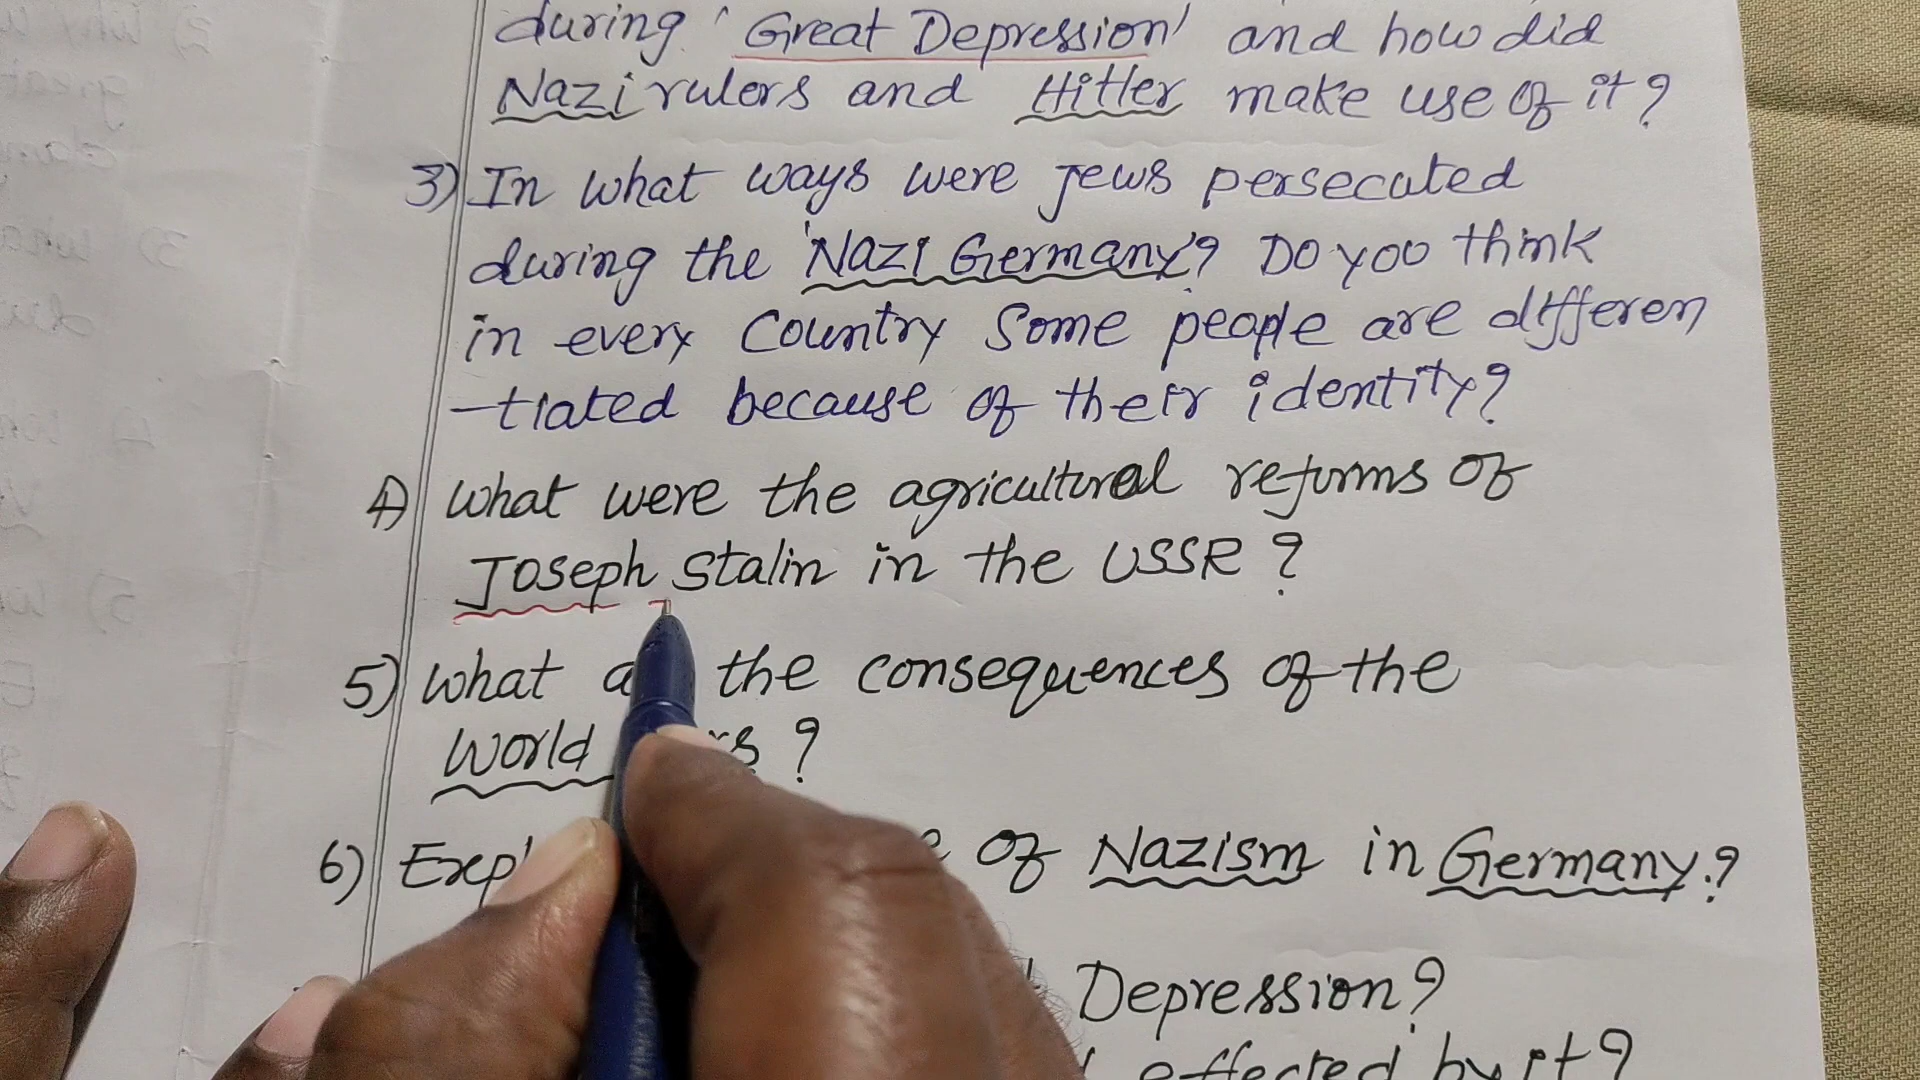 during 'Great Depression' and how did
Nazi rulers and Hitler make use of it?
3) In what ways were Jews persecuted
during the 'Nazi Germany'? Do you think
in every Country Some people are differen
-tiated because of their identity?
4) What were the agricultural reforms of
Joseph Stalin in the USSR?
5) What the consequences of the
World ?
6) of Nazism in Germany.?
Depression?
effected by it?